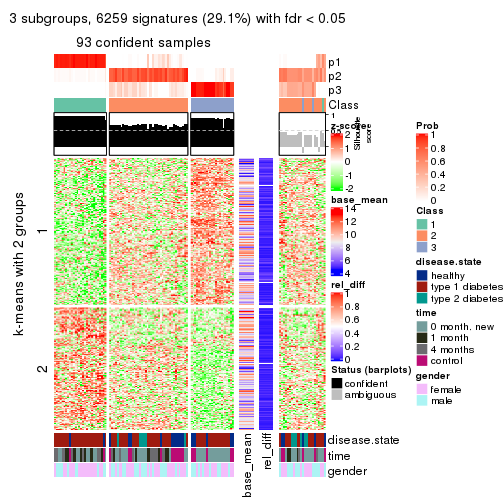 3 subgroups, 6259 signatures (29.1%) with fdr < 0.05
93 confident samples
p1
p2
p3
Class
1
Silhouette
score
k-means with 2 groups
1
2
z-score
2
1
0
-1
-2
base_mean
14
12
10
8
6
4
rel_diff
1
0.8
0.6
0.4
0.2
0
Status (barplots)
confident
ambiguous
Prob
1
0.8
0.6
0.4
0.2
0
Class
1
2
3
disease.state
healthy
type 1 diabetes
type 2 diabetes
time
0 month. new
1 month
4 months
control
gender
female
male
disease.state
time
gender
base_mean
rel_diff